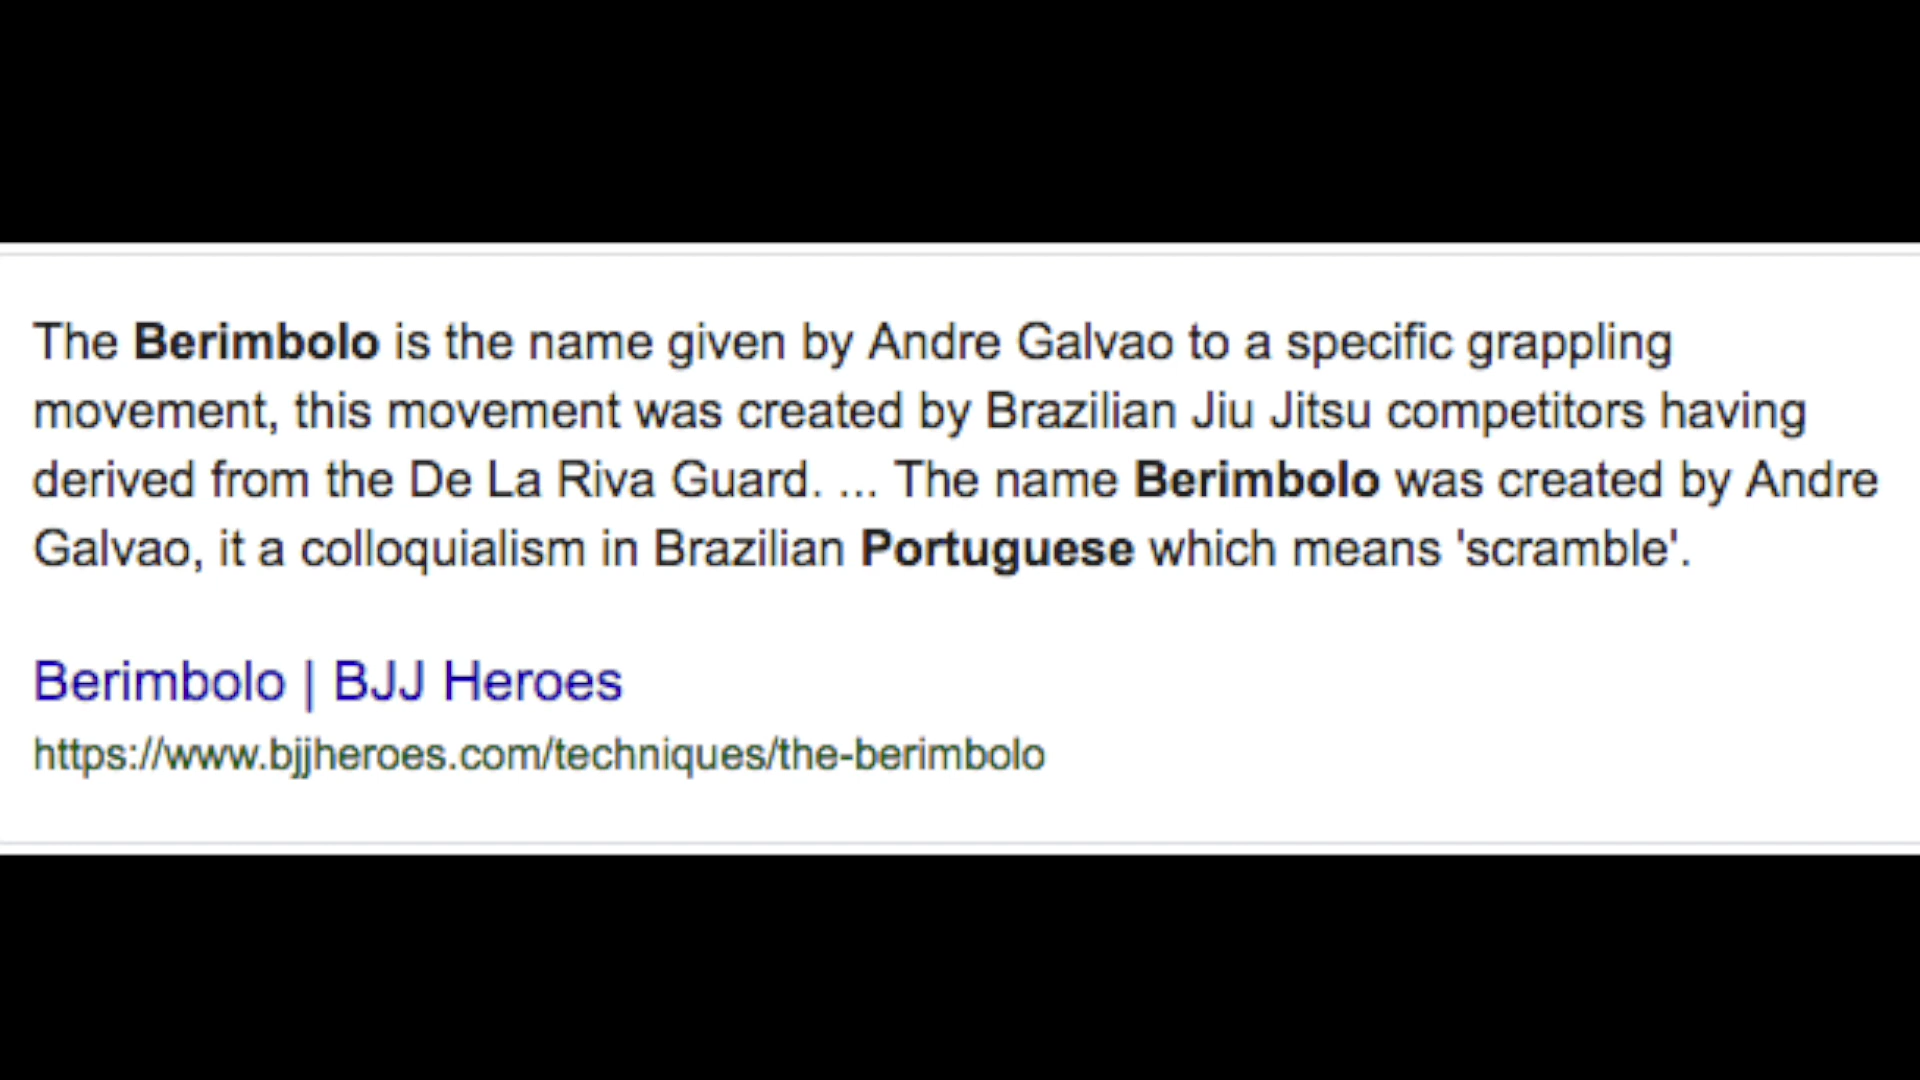 The Berimbolo is the name given by Andre Galvao to a specific grappling
movement, this movement was created by Brazilian Jiu Jitsu competitors having
derived from the De La Riva Guard. ... The name Berimbolo was created by Andre
Galvao, it a colloquialism in Brazilian Portuguese which means 'scramble'.
Berimbolo | BJJ Heroes
https://www.bjjheroes.com/techniques/the-berimbolo